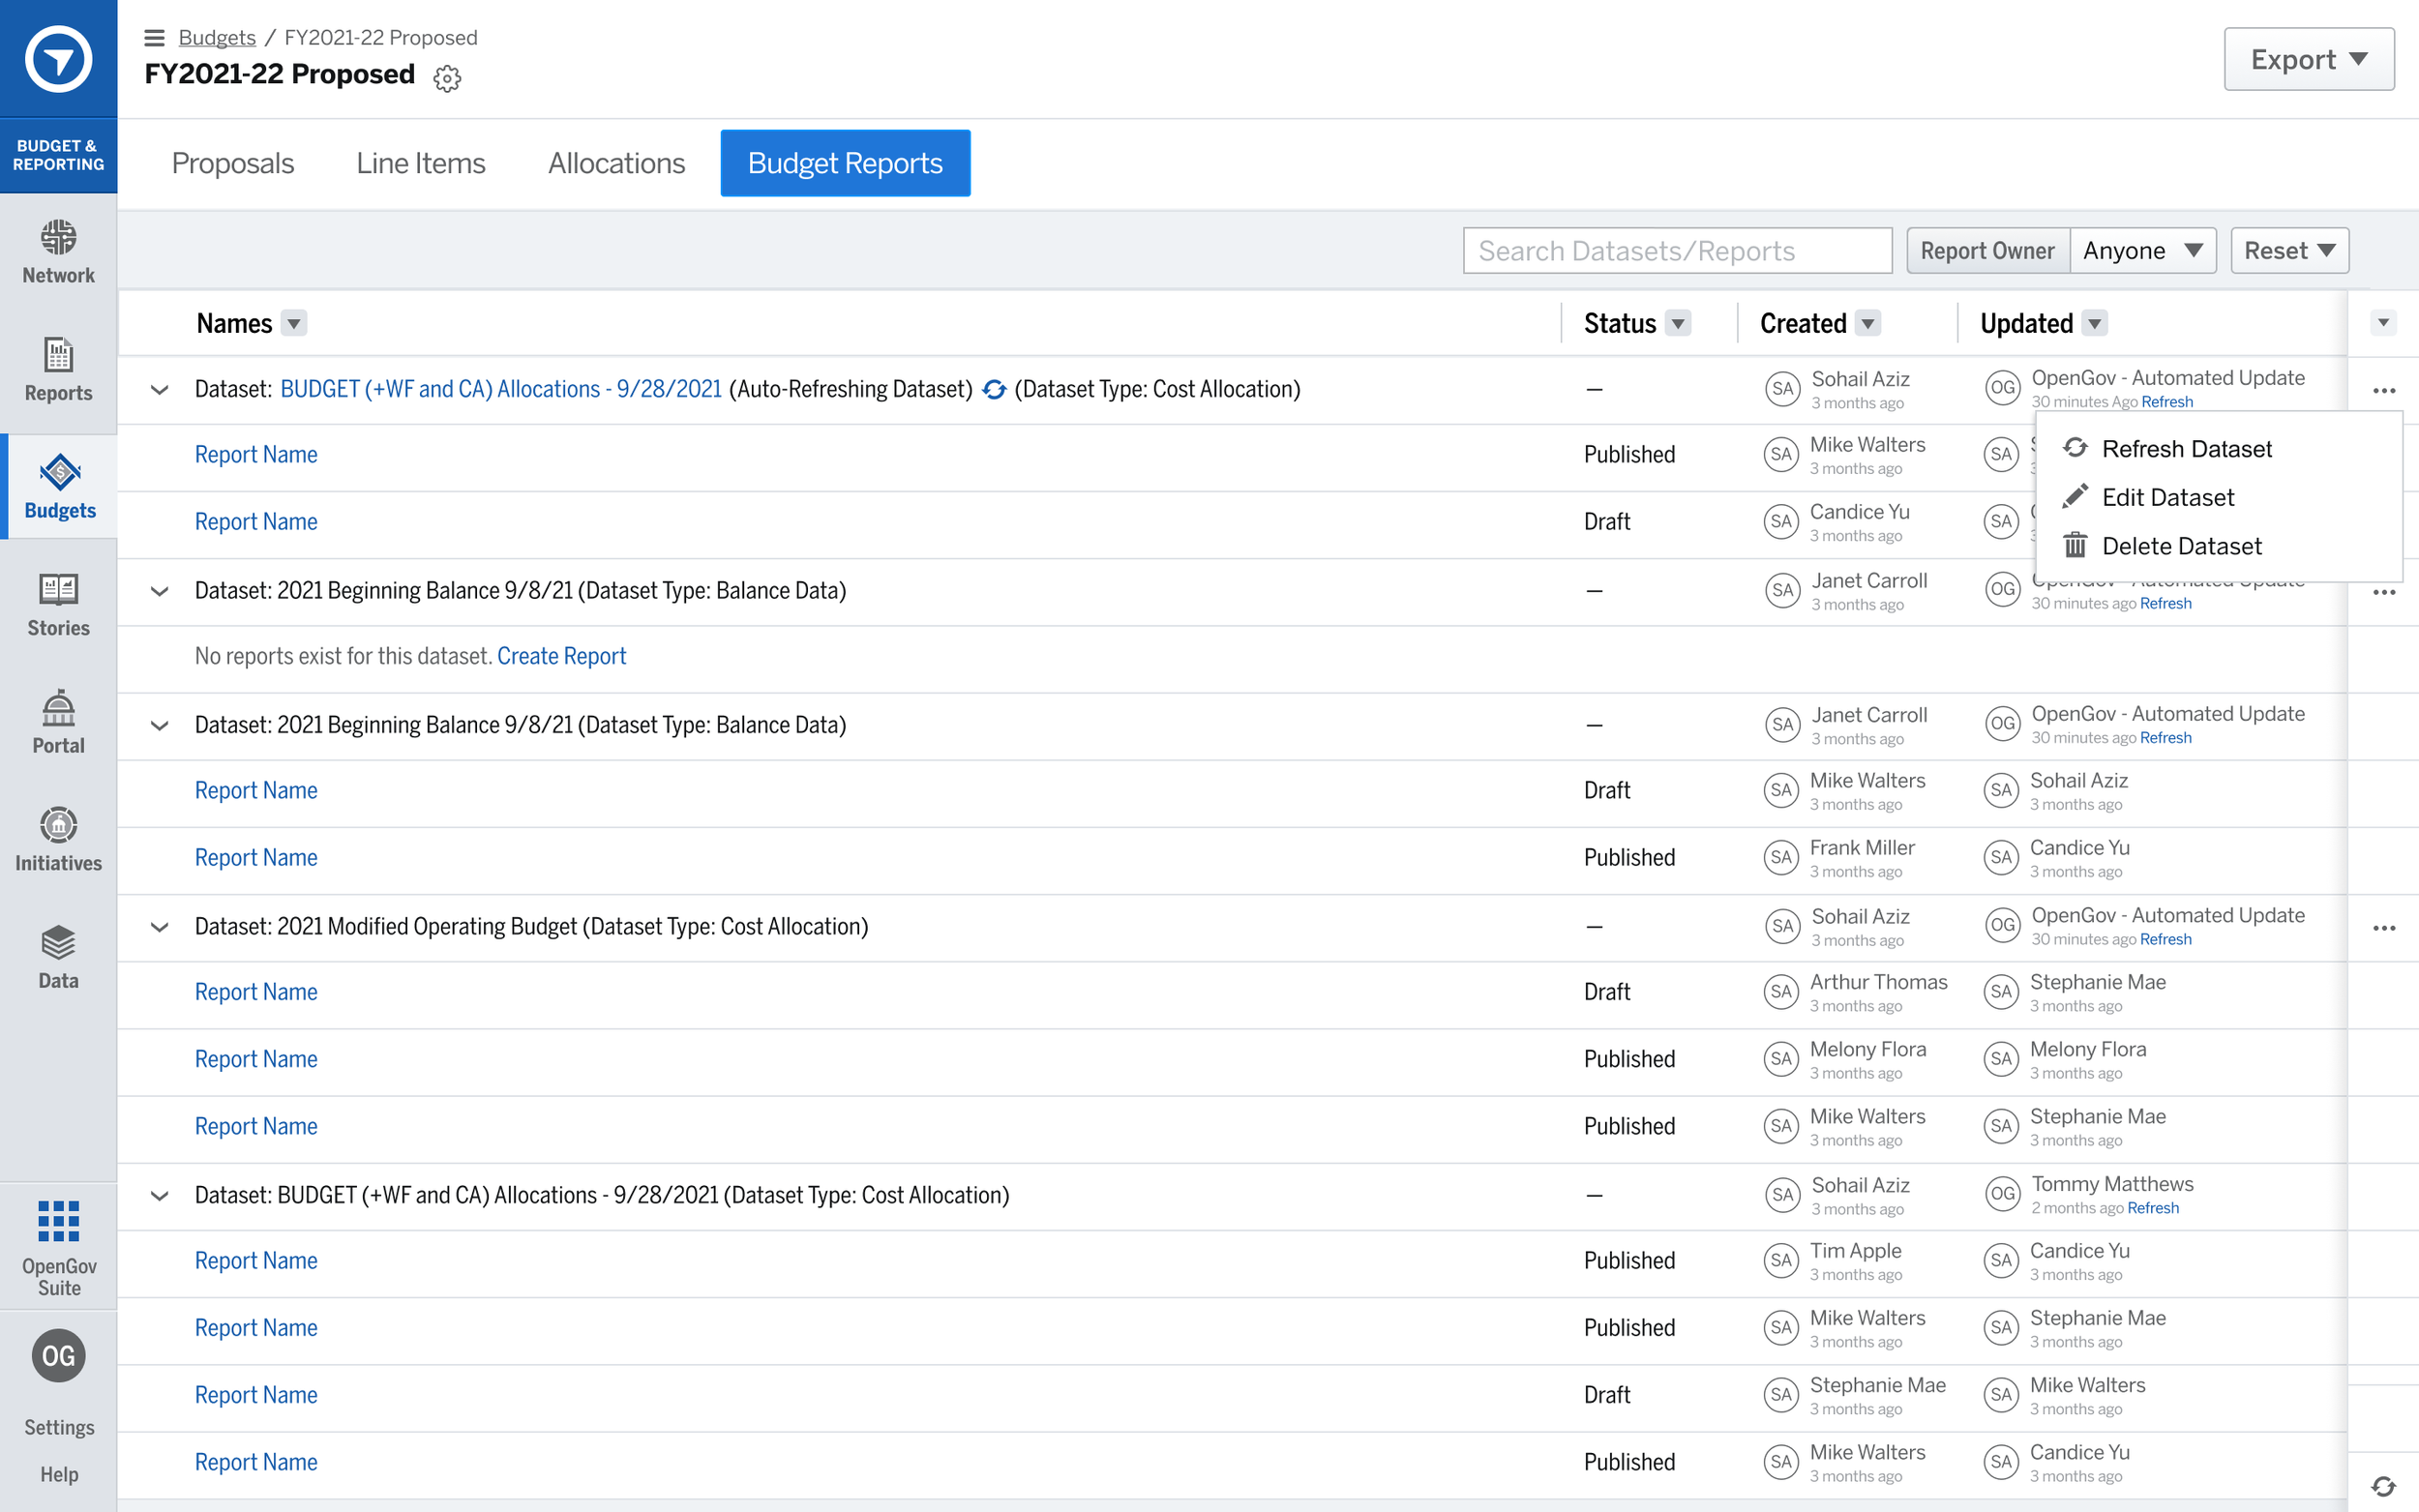 Budgets / FY2021-22 Proposed
FY2021-22 Proposed
Export
BUDGET &
REPORTING
Proposals Line Items Allocations Budget Reports
Network
Reports
Budgets
Stories
Portal
Initiatives
Data
OpenGov
Suite
OG
Settings
Help
Search Datasets/Reports Report Owner Anyone Reset
Names Status Created Updated
Dataset: BUDGET (+WF and CA) Allocations - 9/28/2021 (Auto-Refreshing Dataset) (Dataset Type: Cost Allocation) — SA Sohail Aziz OG OpenGov - Automated Update
3 months ago 30 minutes Ago Refresh
Report Name Published SA Mike Walters SA
3 months ago
Report Name Draft SA Candice Yu SA
3 months ago
Refresh Dataset
Edit Dataset
Delete Dataset
Dataset: 2021 Beginning Balance 9/8/21 (Dataset Type: Balance Data) — SA Janet Carroll OG OpenGov - Automated Update
3 months ago 30 minutes ago Refresh
No reports exist for this dataset. Create Report
Dataset: 2021 Beginning Balance 9/8/21 (Dataset Type: Balance Data) — SA Janet Carroll OG OpenGov - Automated Update
3 months ago 30 minutes ago Refresh
Report Name Draft SA Mike Walters SA Sohail Aziz
3 months ago 3 months ago
Report Name Published SA Frank Miller SA Candice Yu
3 months ago 3 months ago
Dataset: 2021 Modified Operating Budget (Dataset Type: Cost Allocation) — SA Sohail Aziz OG OpenGov - Automated Update
3 months ago 30 minutes ago Refresh
Report Name Draft SA Arthur Thomas SA Stephanie Mae
3 months ago 3 months ago
Report Name Published SA Melony Flora SA Melony Flora
3 months ago 3 months ago
Report Name Published SA Mike Walters SA Stephanie Mae
3 months ago 3 months ago
Dataset: BUDGET (+WF and CA) Allocations - 9/28/2021 (Dataset Type: Cost Allocation) — SA Sohail Aziz OG Tommy Matthews
3 months ago 2 months ago Refresh
Report Name Published SA Tim Apple SA Candice Yu
3 months ago 3 months ago
Report Name Published SA Mike Walters SA Stephanie Mae
3 months ago 3 months ago
Report Name Draft SA Stephanie Mae SA Mike Walters
3 months ago 3 months ago
Report Name Published SA Mike Walters SA Candice Yu
3 months ago 3 months ago